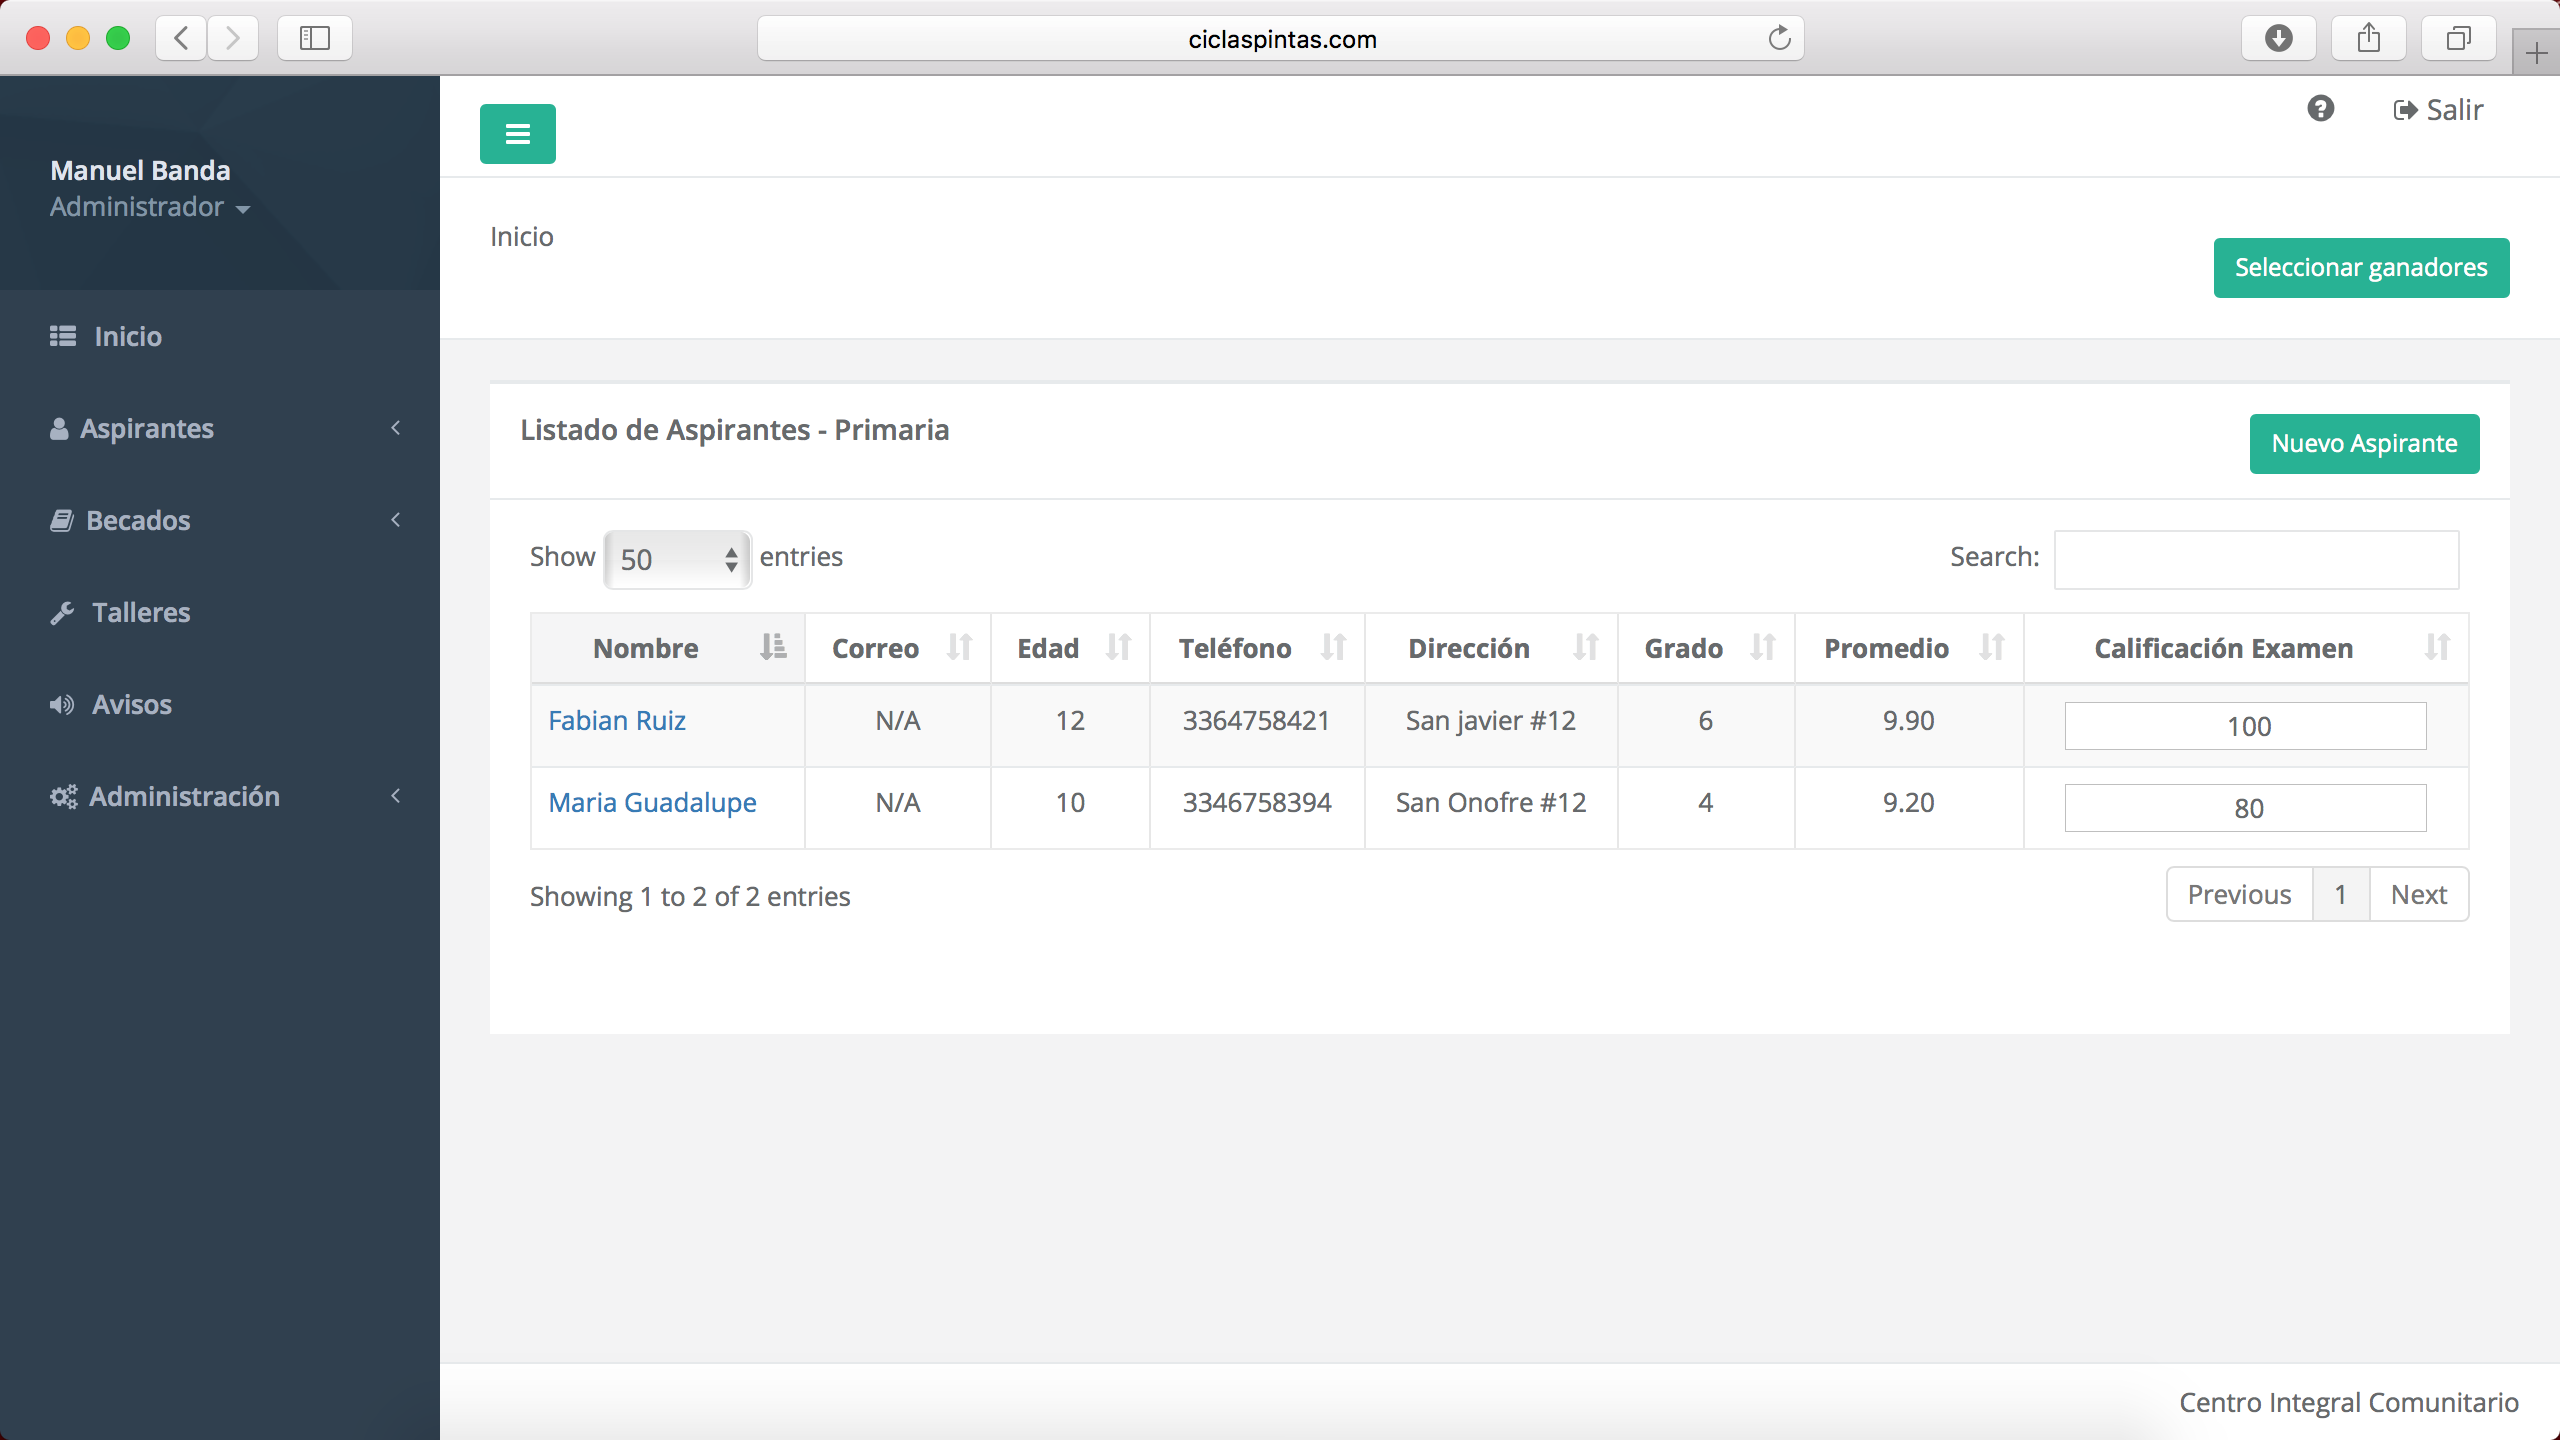 ciclaspintas.com
Manuel Banda
Administrador
Inicio
Aspirantes
Becados
Talleres
Avisos
Administración
Salir
Inicio
Seleccionar ganadores
Listado de Aspirantes - Primaria
Nuevo Aspirante
Show 50 entries
Search:
Nombre Correo Edad Teléfono Dirección Grado Promedio Calificación Examen
Fabian Ruiz N/A 12 3364758421 San javier #12 6 9.90 100
Maria Guadalupe N/A 10 3346758394 San Onofre #12 4 9.20 80
Showing 1 to 2 of 2 entries
Previous 1 Next
Centro Integral Comunitario